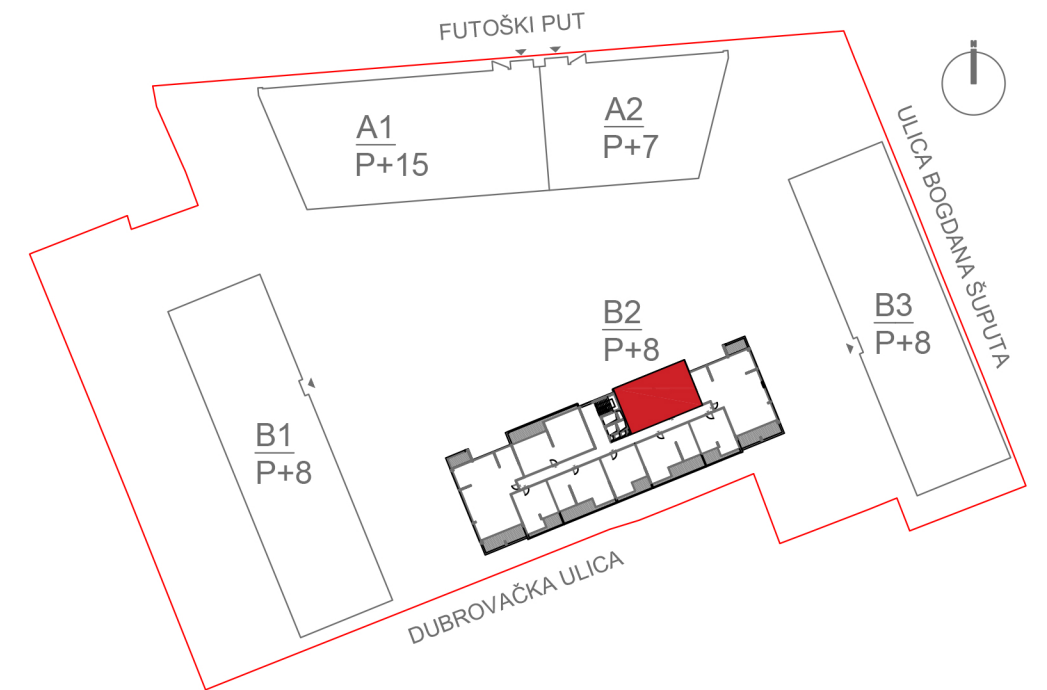 FUTOŠKI PUT
N
A1
P+15
A2
P+7
ULICA BOGDANA ŠUPUTA
B2
P+8
B3
P+8
B1
P+8
DUBROVAČKA ULICA